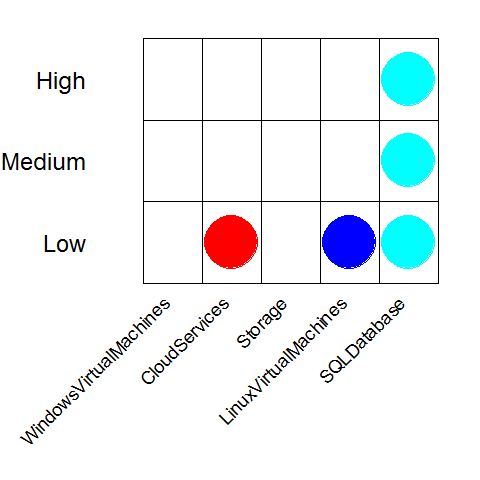 High
Medium
Low
WindowsVirtualMachines
CloudServices
Storage
LinuxVirtualMachines
SQLDatabase